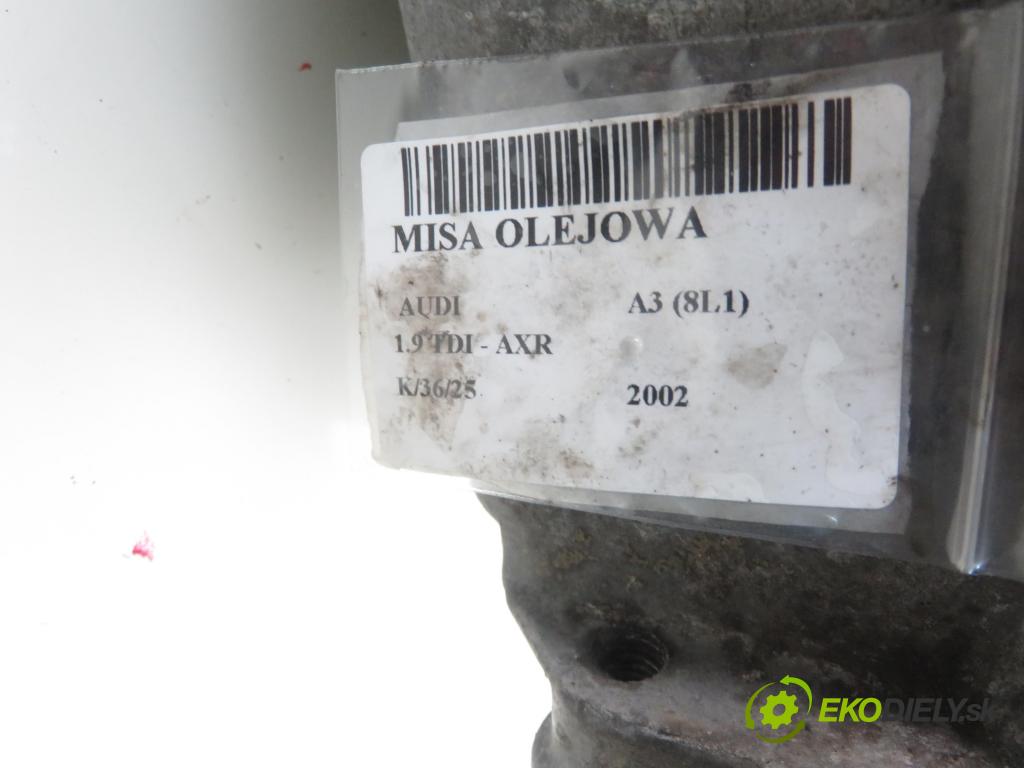 MISA OLEJOWA
AUDI A3 (8L1)
1.9 TDI - AXR
K/36/25 2002
EKODIELY.sk